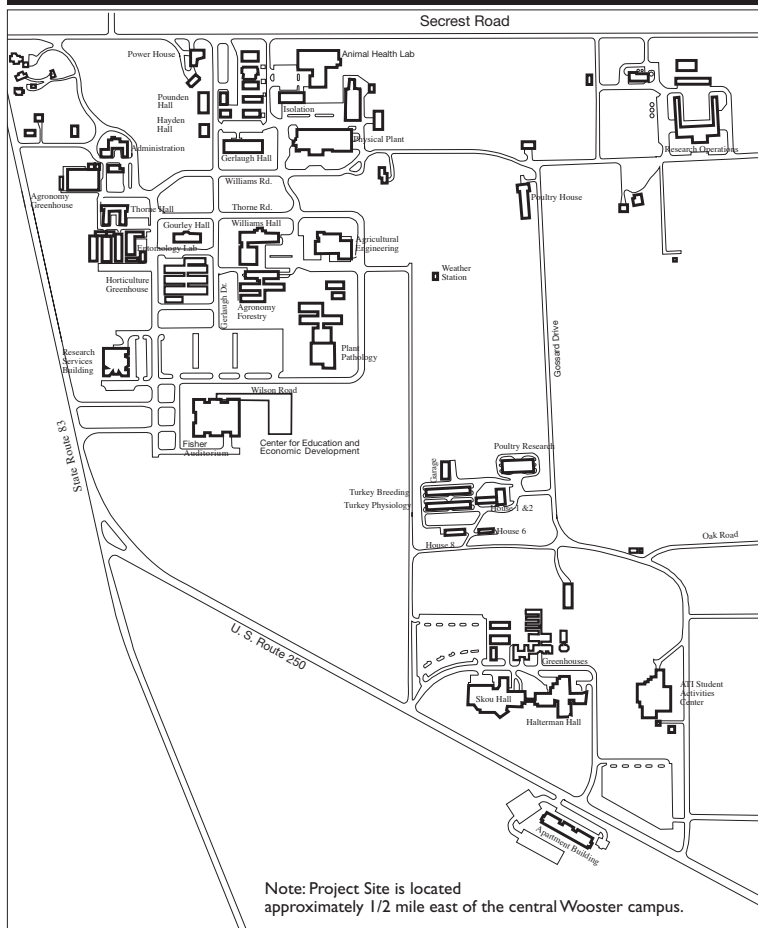 Secrest Road
Power House
Animal Health Lab
Pounden
Hall
Isolation
Hayden
Hall
Physical Plant
Administration
Gerlaugh Hall
Research Operations
Williams Rd.
Agronomy
Greenhouse
Poultry House
Thorne Rd.
Thorne Hall
Gourley Hall
Williams Hall
Agricultural
Engineering
Entomology Lab
Weather
Station
Horticulture
Greenhouse
Gerlaugh Dr.
Agronomy
Forestry
Gossard Drive
Research
Services
Building
Plant
Pathology
Wilson Road
State Route 83
Fisher
Auditorium
Center for Education and
Economic Development
Poultry Research
Garage
Turkey Breeding
Turkey Physiology
House 1 &2
House 6
House 8
Oak Road
U. S. Route 250
Greenhouses
Skou Hall
Halterman Hall
ATI Student
Activities
Center
Apartment Building
Note: Project Site is located
approximately 1/2 mile east of the central Wooster campus.